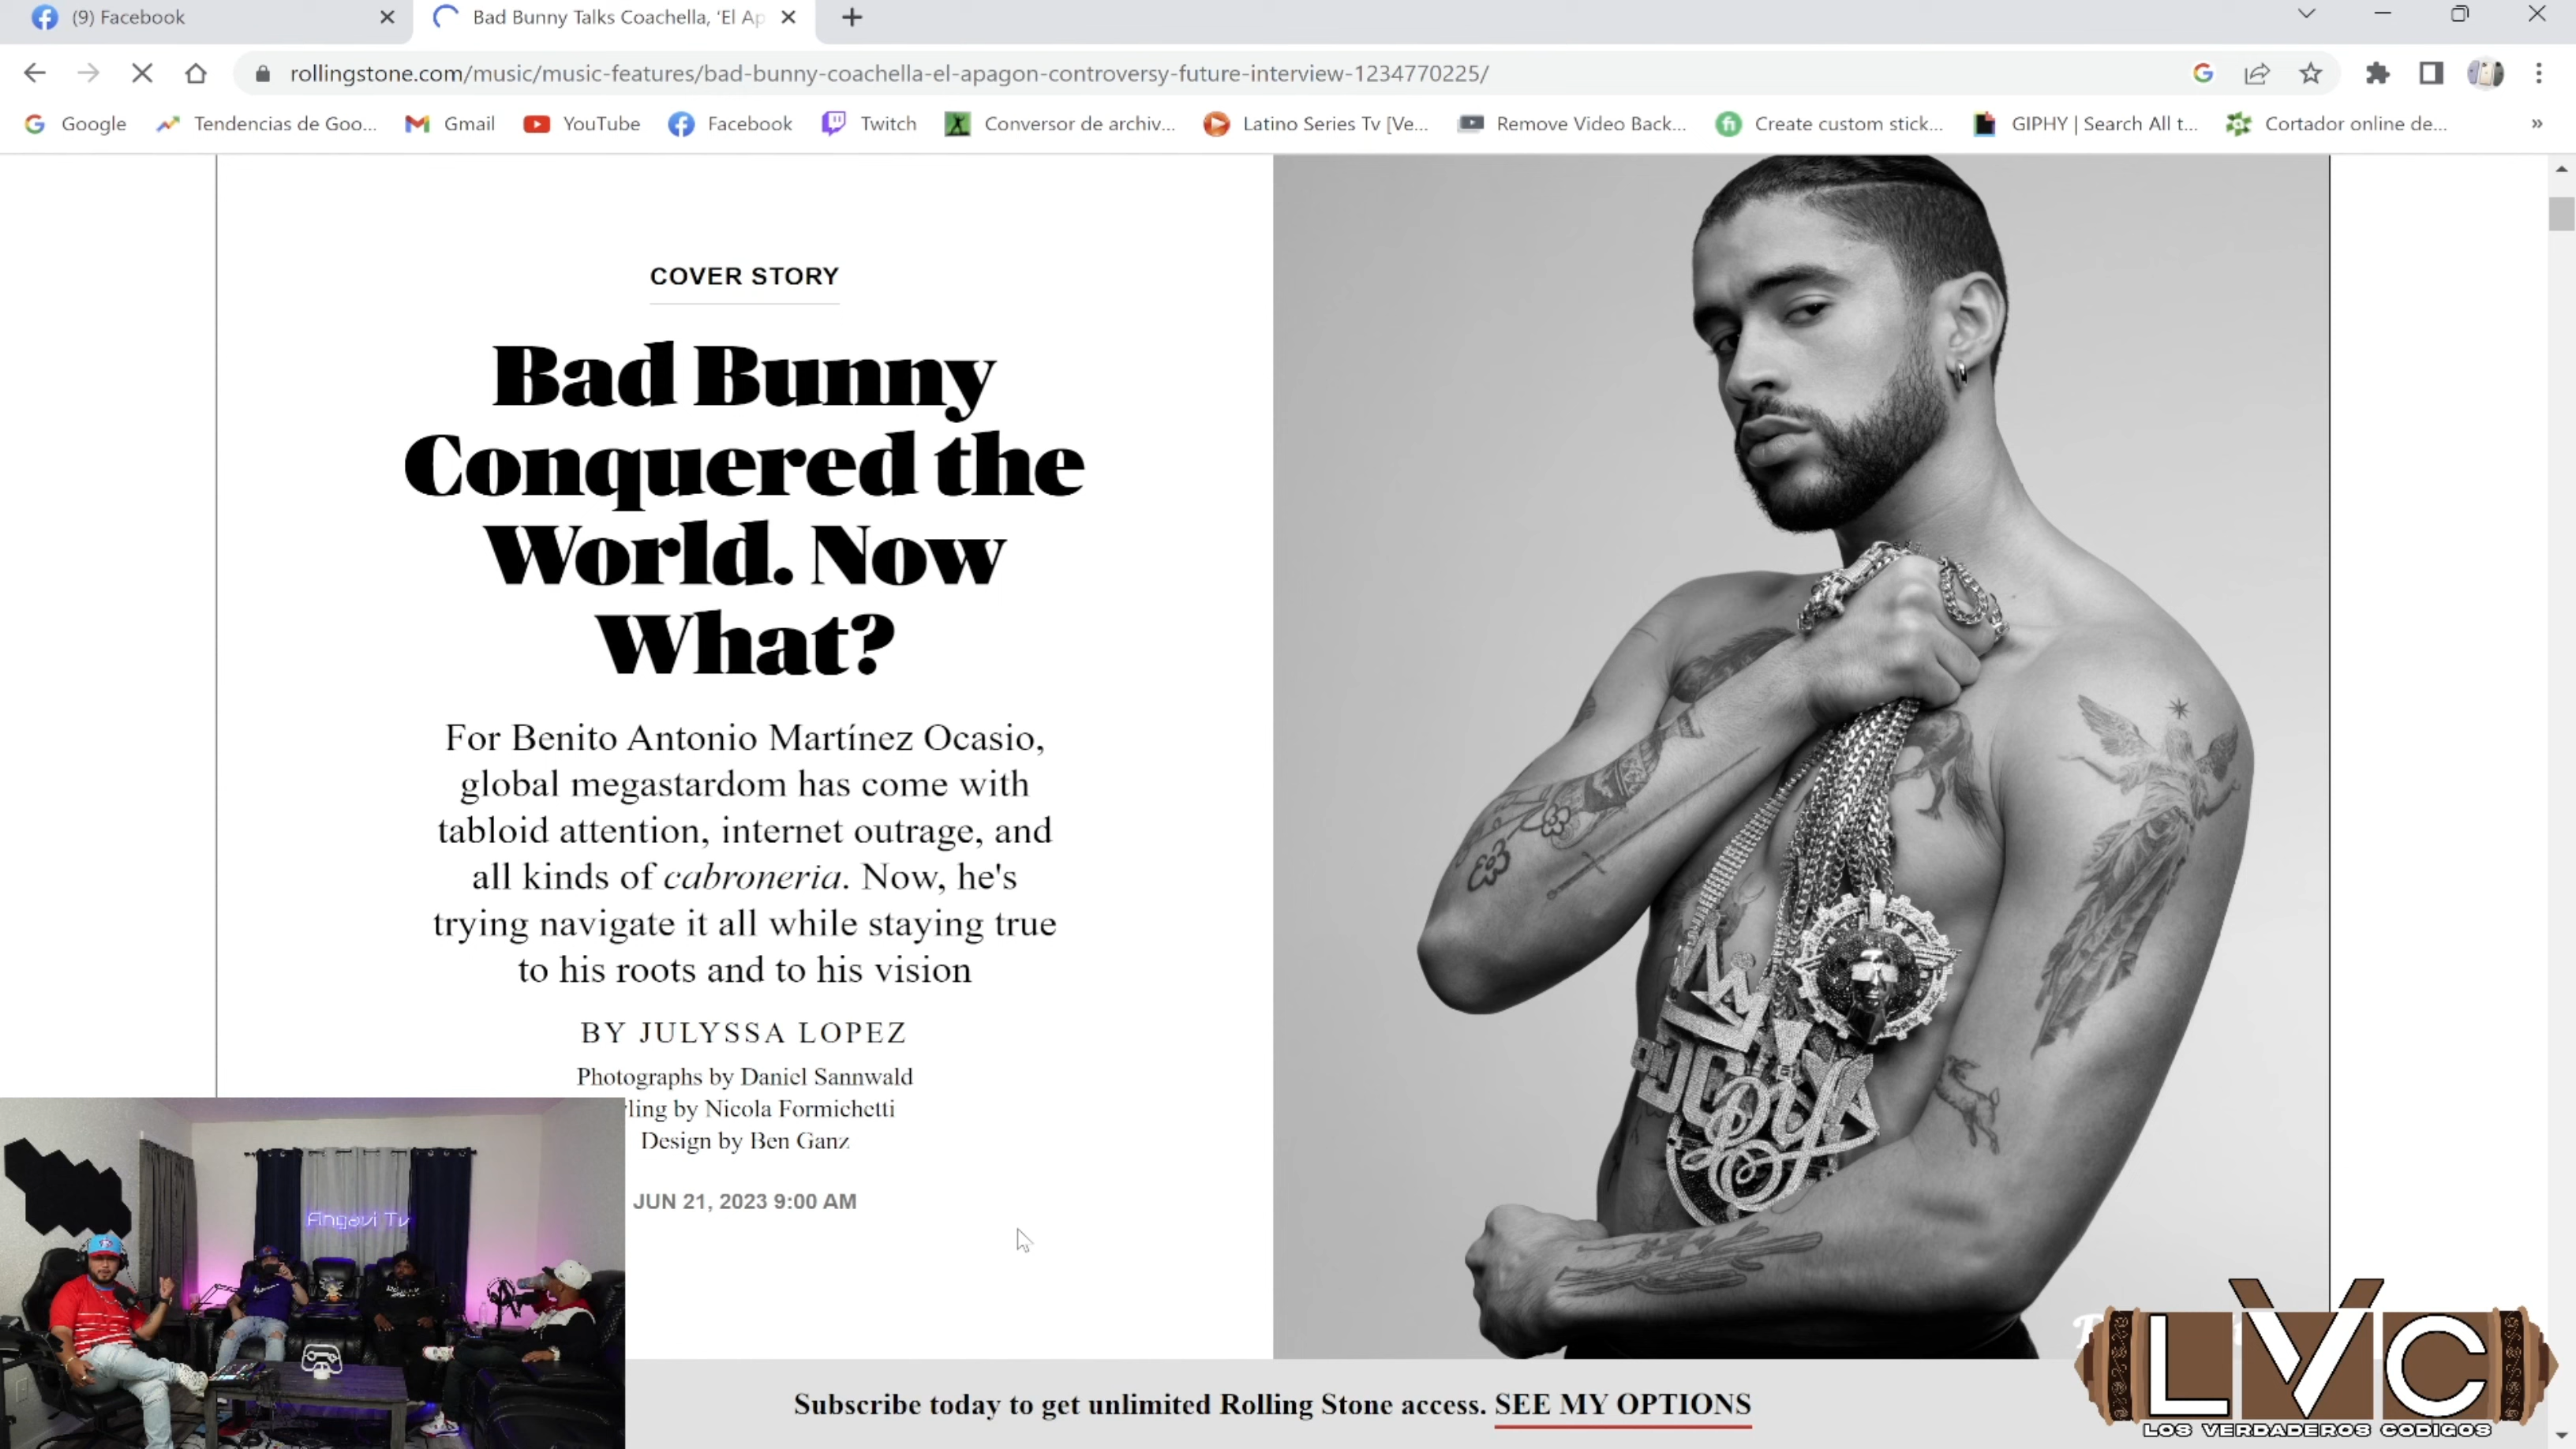 (9) Facebook
Bad Bunny Talks Coachella, 'El Ap
rollingstone.com/music/music-features/bad-bunny-coachella-el-apagon-controversy-future-interview-1234770225/
Google Tendencias de Goo... Gmail YouTube Facebook Twitch Conversor de archiv... Latino Series Tv [Ve... Remove Video Back... Create custom stick... GIPHY | Search All t... Cortador online de...
COVER STORY
Bad Bunny
Conquered the
World. Now
What?
For Benito Antonio Martínez Ocasio,
global megastardom has come with
tabloid attention, internet outrage, and
all kinds of cabroneria. Now, he's
trying navigate it all while staying true
to his roots and to his vision
BY JULYSSA LOPEZ
Photographs by Daniel Sannwald
ling by Nicola Formichetti
Design by Ben Ganz
JUN 21, 2023 9:00 AM
Fingavi Tv
Subscribe today to get unlimited Rolling Stone access. SEE MY OPTIONS
LVC
LOS VERDADEROS CODIGOS